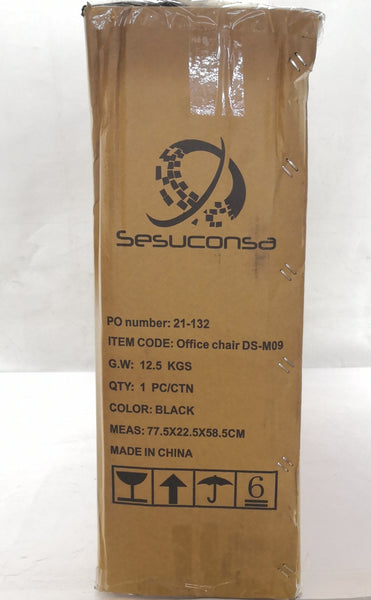 Sesuconsa
PO number: 21-132
ITEM CODE: Office chair DS-M09
G.W: 12.5 KGS
QTY: 1 PC/CTN
COLOR: BLACK
MEAS: 77.5X22.5X58.5CM
MADE IN CHINA
6